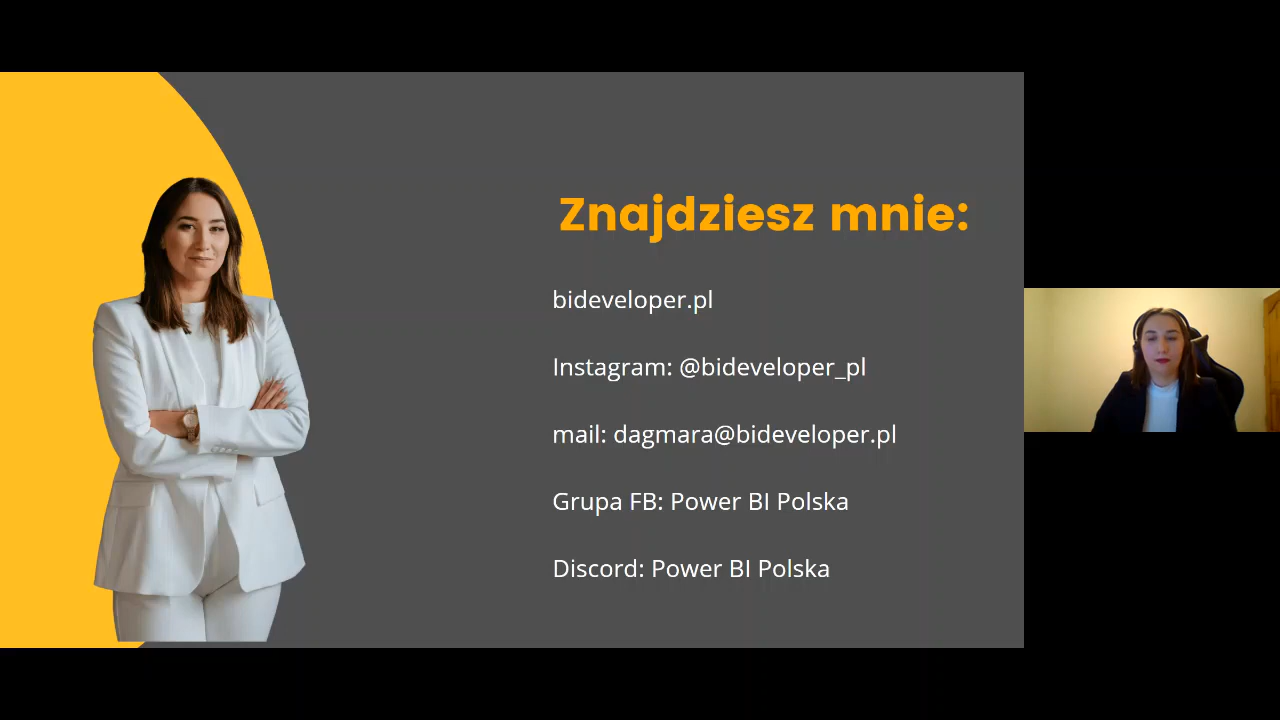 Znajdziesz mnie:
bideveloper.pl
Instagram: @bideveloper_pl
mail: dagmara@bideveloper.pl
Grupa FB: Power BI Polska
Discord: Power BI Polska